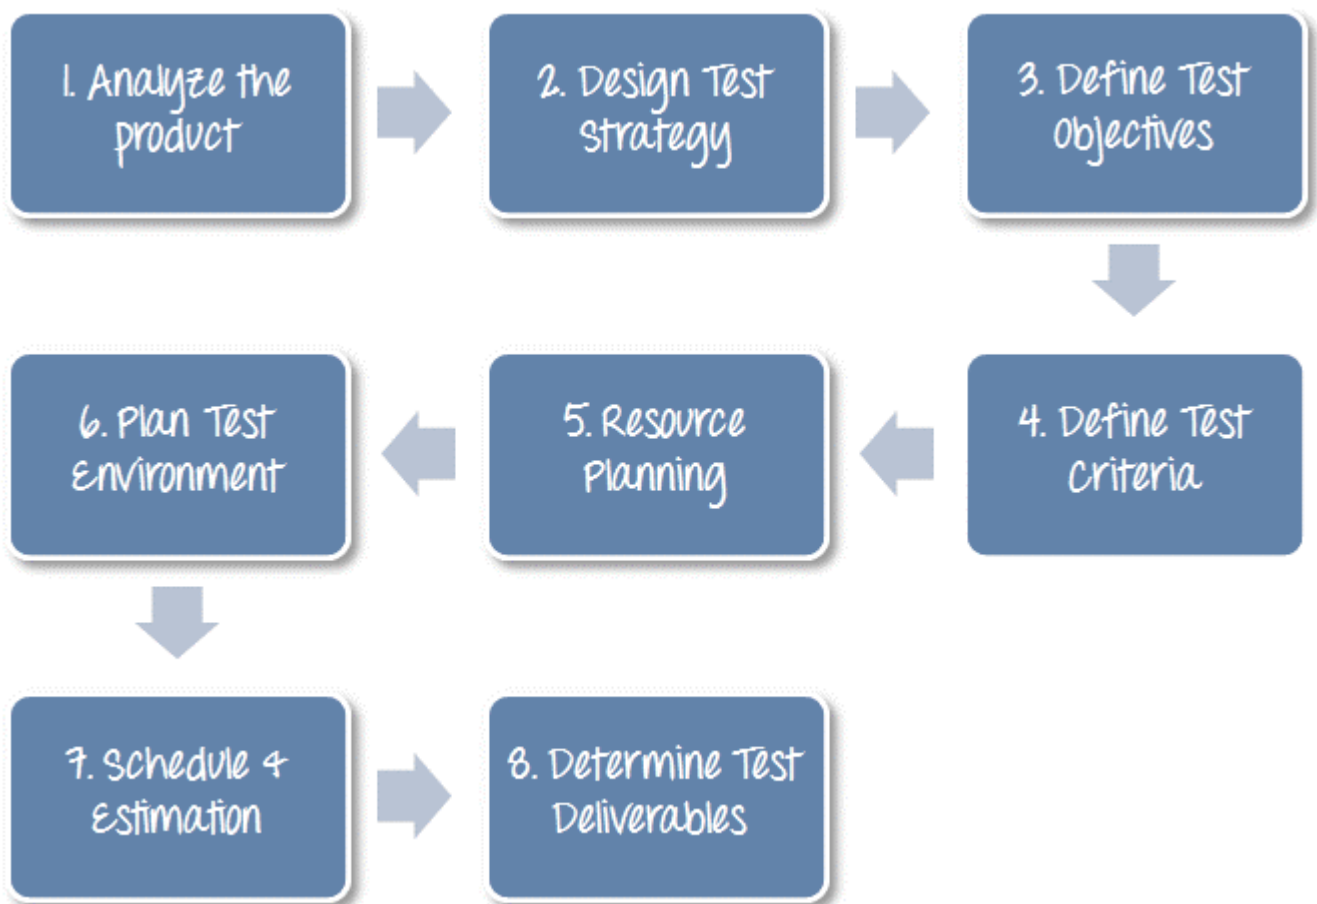 1. Analyze the
product
2. Design Test
Strategy
3. Define Test
Objectives
4. Define Test
Criteria
5. Resource
Planning
6. Plan Test
Environment
7. Schedule &
Estimation
8. Determine Test
Deliverables